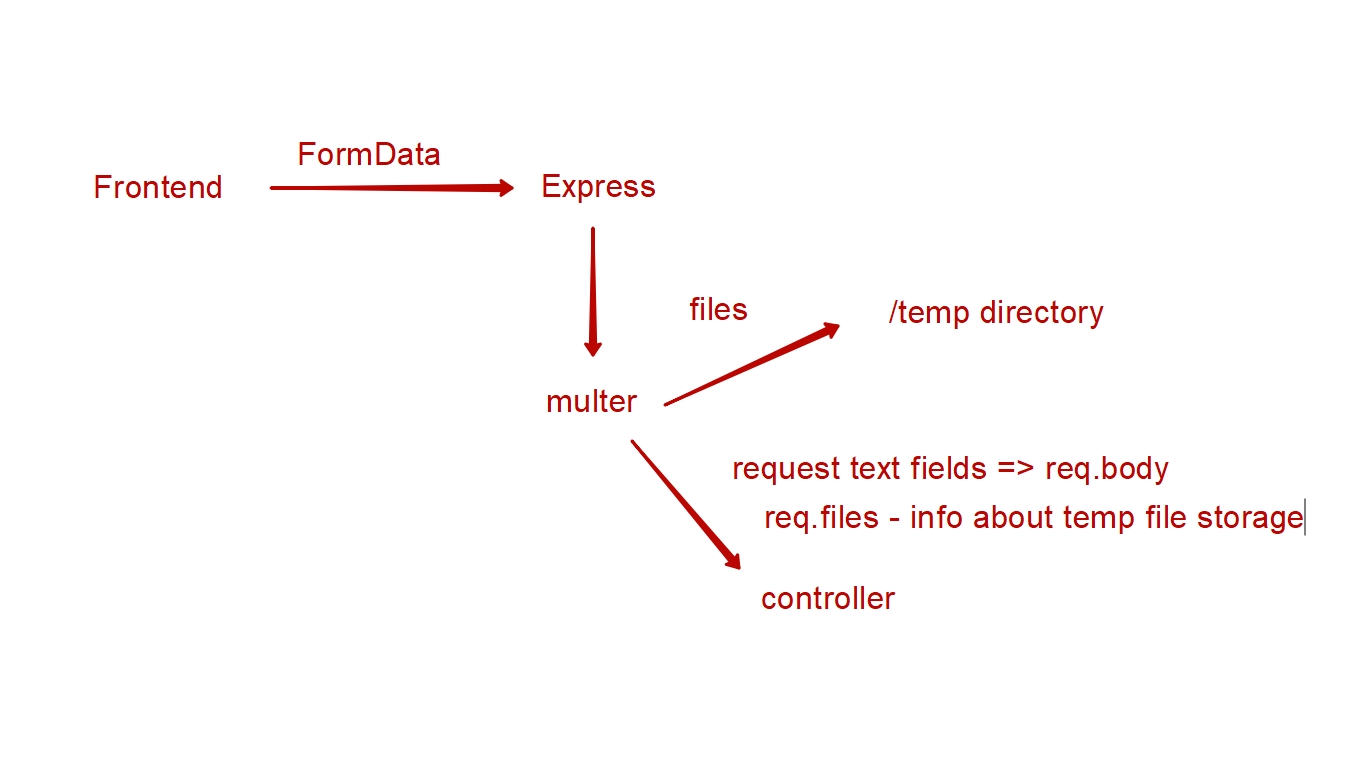 FormData
Frontend
Express
files
/temp directory
multer
request text fields => req.body
req.files - info about temp file storage
controller